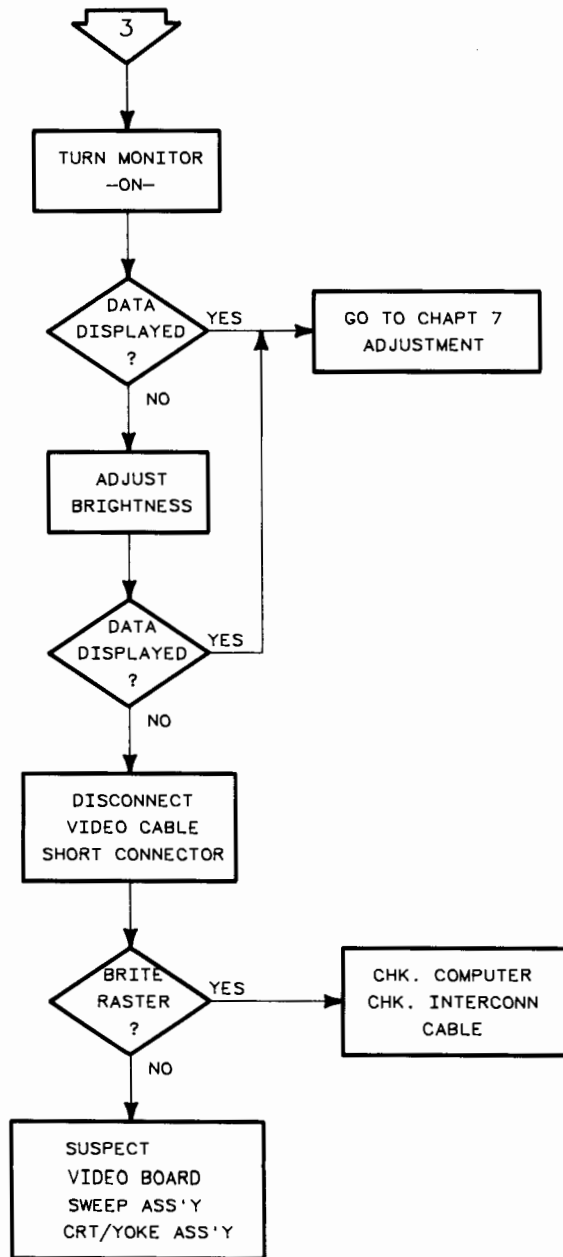 3
TURN MONITOR
-ON-
DATA
DISPLAYED
?
YES
GO TO CHAPT 7
ADJUSTMENT
NO
ADJUST
BRIGHTNESS
DATA
DISPLAYED
?
YES
NO
DISCONNECT
VIDEO CABLE
SHORT CONNECTOR
BRITE
RASTER
?
YES
CHK. COMPUTER
CHK. INTERCONN
CABLE
NO
SUSPECT
VIDEO BOARD
SWEEP ASS'Y
CRT/YOKE ASS'Y